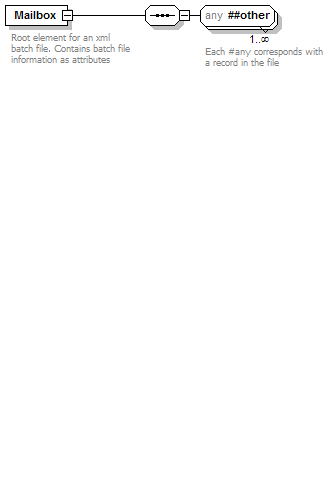 Mailbox
any ##other
1..∞
Root element for an xml
batch file. Contains batch file
information as attributes
Each #any corresponds with
a record in the file